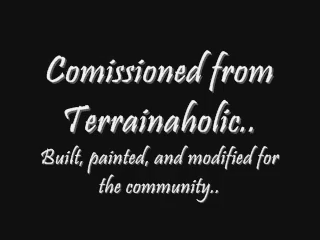 Comissioned from
Terrainaholic..
Built, painted, and modified for
the community..